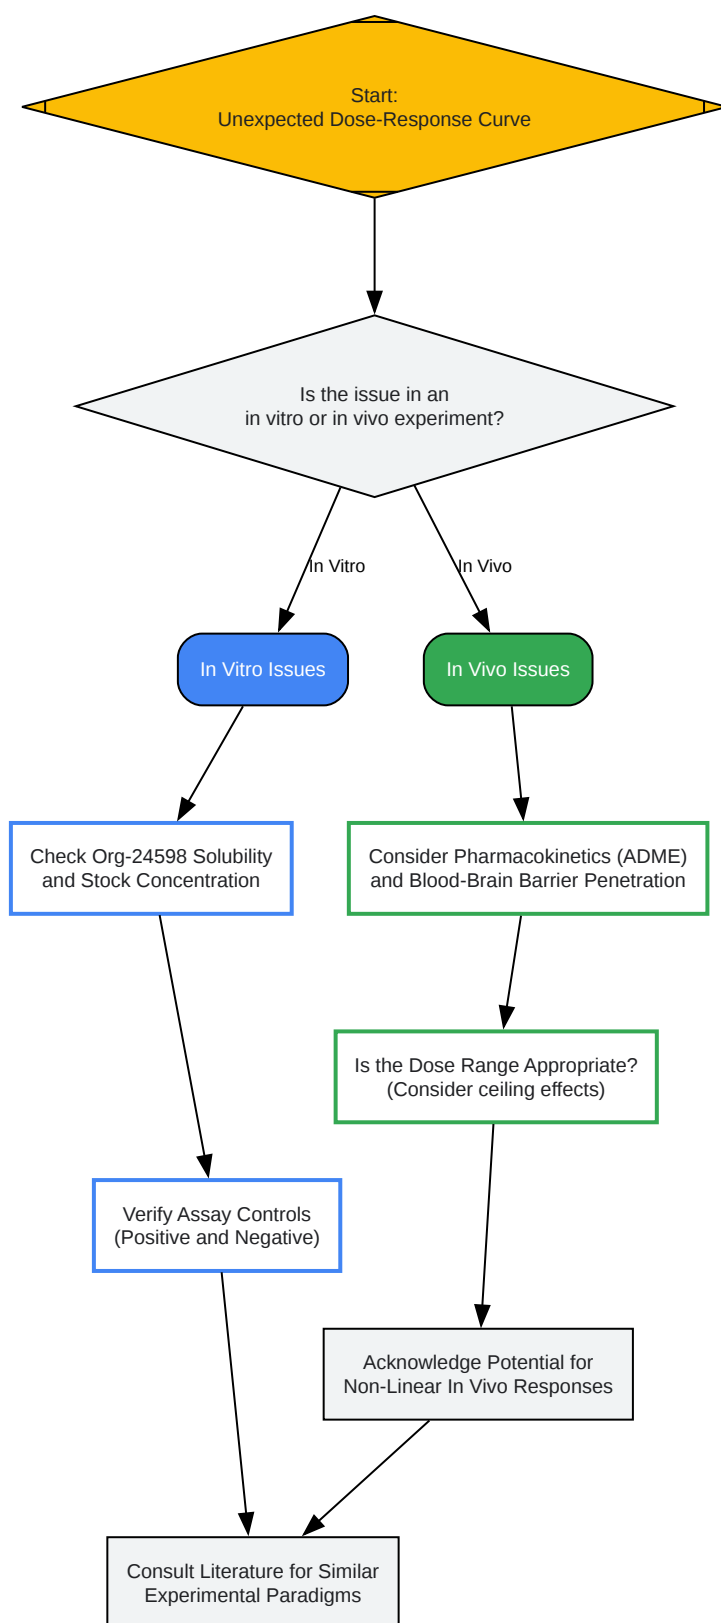 Start:
Unexpected Dose-Response Curve
Is the issue in an
in vitro or in vivo experiment?
In Vitro
In Vivo
In Vitro Issues
In Vivo Issues
Check Org-24598 Solubility
and Stock Concentration
Consider Pharmacokinetics (ADME)
and Blood-Brain Barrier Penetration
Is the Dose Range Appropriate?
(Consider ceiling effects)
Verify Assay Controls
(Positive and Negative)
Acknowledge Potential for
Non-Linear In Vivo Responses
Consult Literature for Similar
Experimental Paradigms